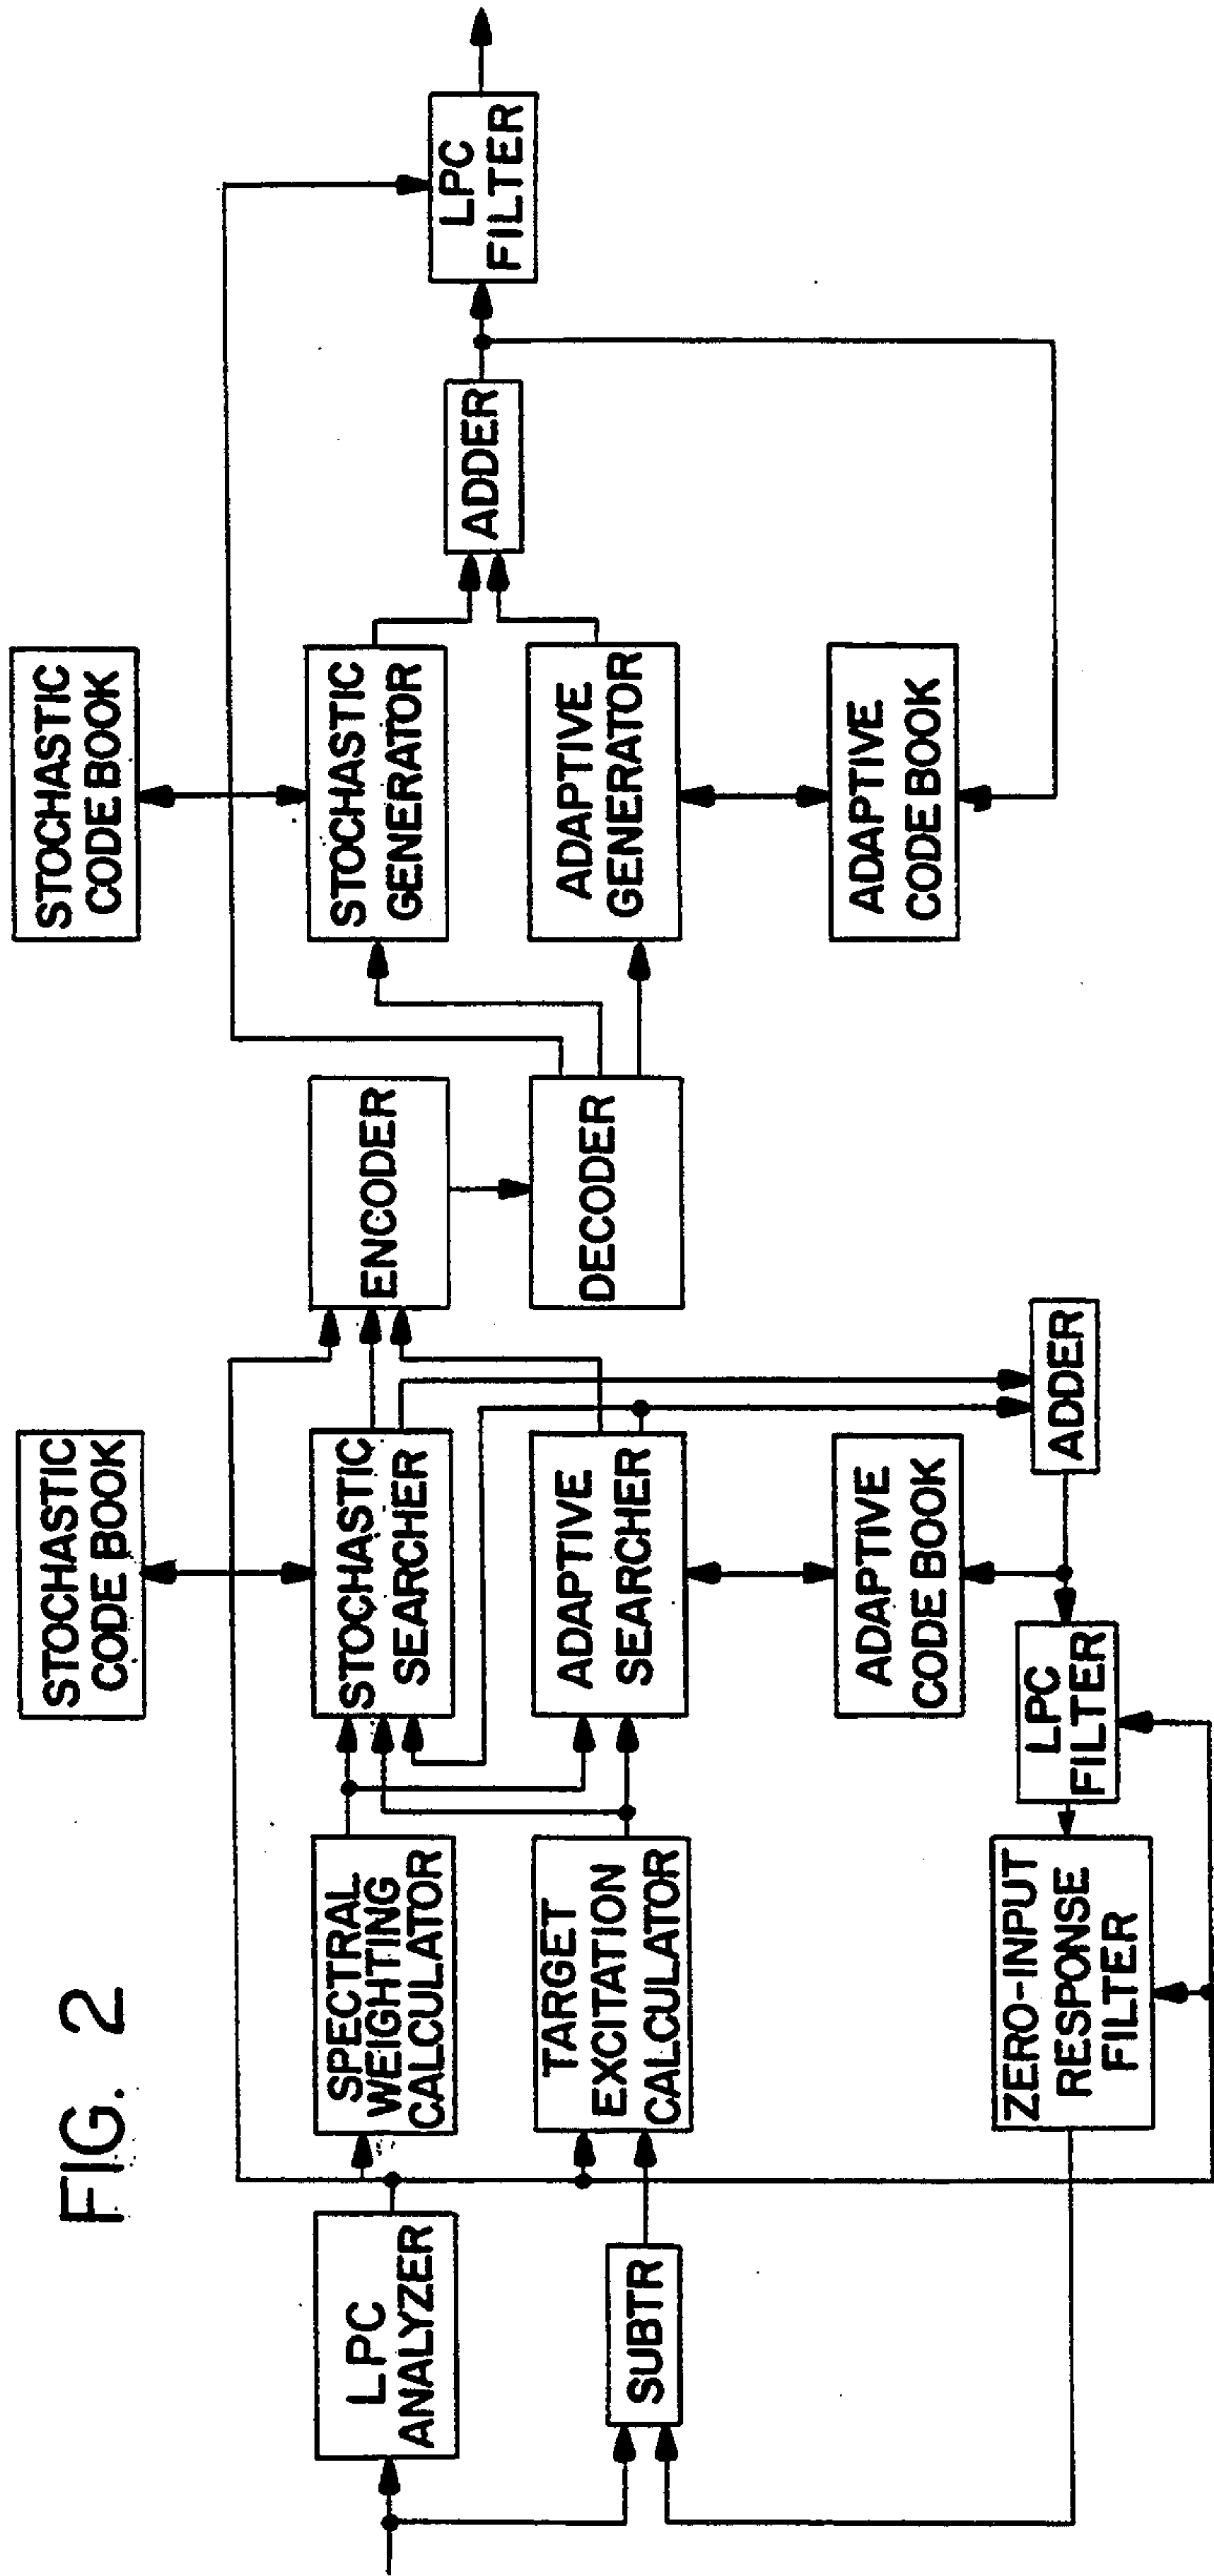 FIG. 2
LPC
ANALYZER
SUBTR
SPECTRAL
WEIGHTING
CALCULATOR
TARGET
EXCITATION
CALCULATOR
ZERO-INPUT
RESPONSE
FILTER
STOCHASTIC
CODE BOOK
STOCHASTIC
SEARCHER
ADAPTIVE
SEARCHER
ADAPTIVE
CODE BOOK
LPC
FILTER
ADDER
ENCODER
DECODER
STOCHASTIC
CODE BOOK
STOCHASTIC
GENERATOR
ADAPTIVE
GENERATOR
ADAPTIVE
CODE BOOK
ADDER
LPC
FILTER